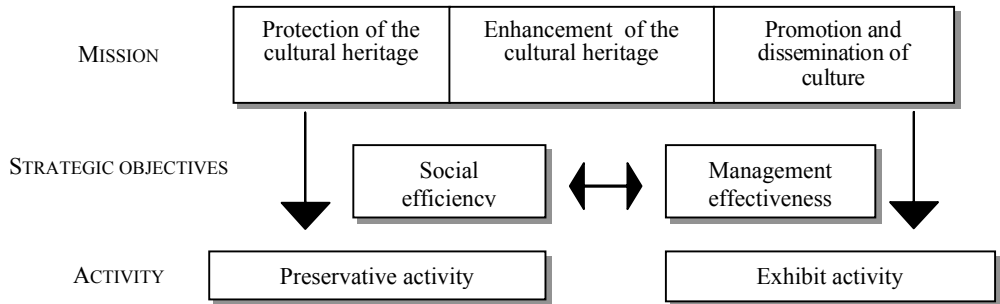 MISSION
Protection of the
cultural heritage
Enhancement of the
cultural heritage
Promotion and
dissemination of
culture
STRATEGIC OBJECTIVES
Social
efficiency
Management
effectiveness
ACTIVITY
Preservative activity
Exhibit activity